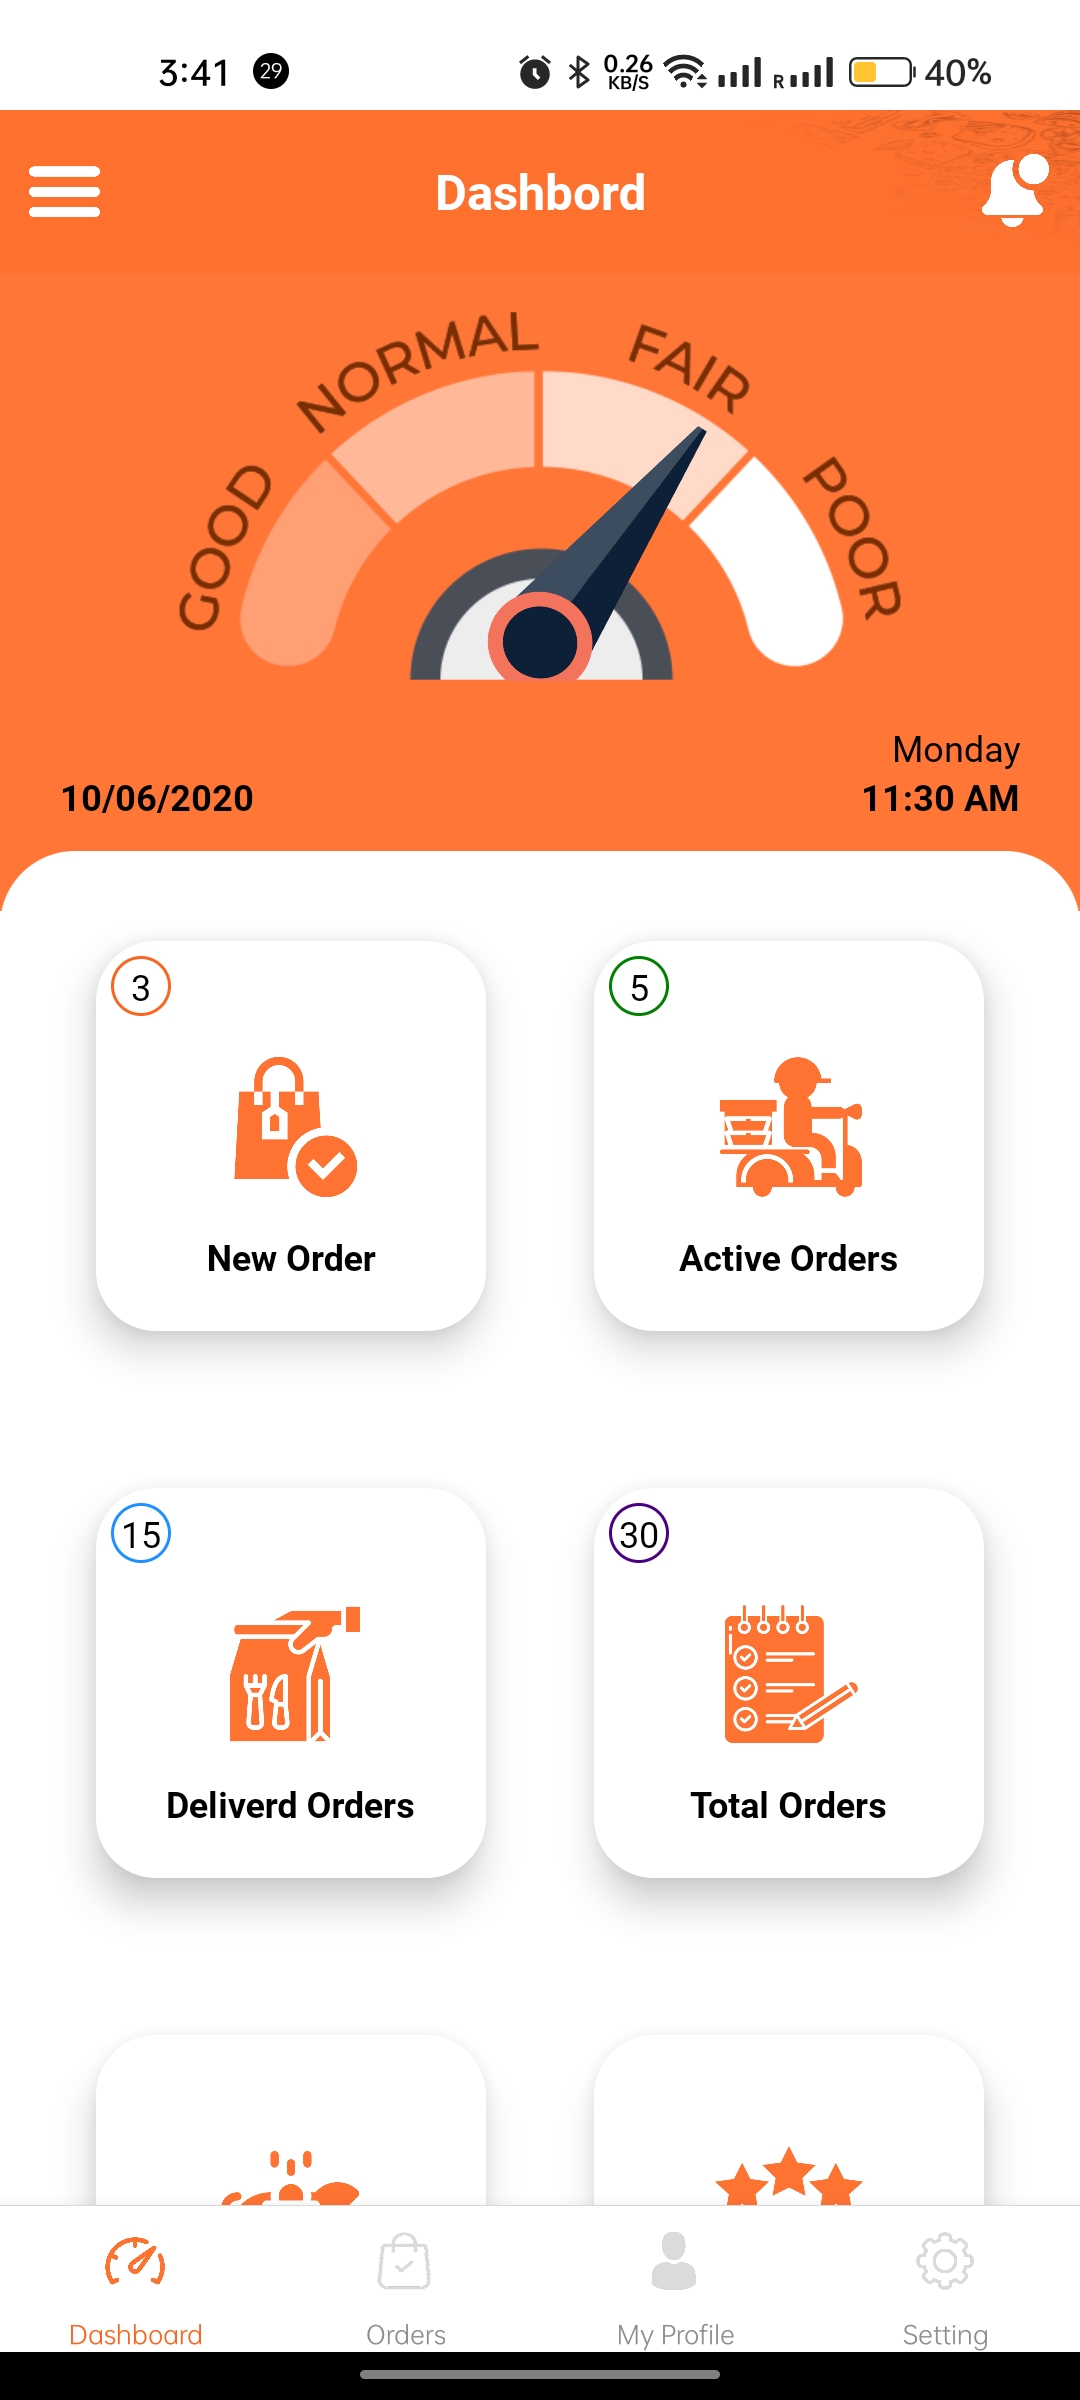 3:41 29 0.26 KB/S R 40%
Dashbord
GOOD NORMAL FAIR POOR
Monday
10/06/2020 11:30 AM
3 5
New Order Active Orders
15 30
Deliverd Orders Total Orders
Dashboard Orders My Profile Setting